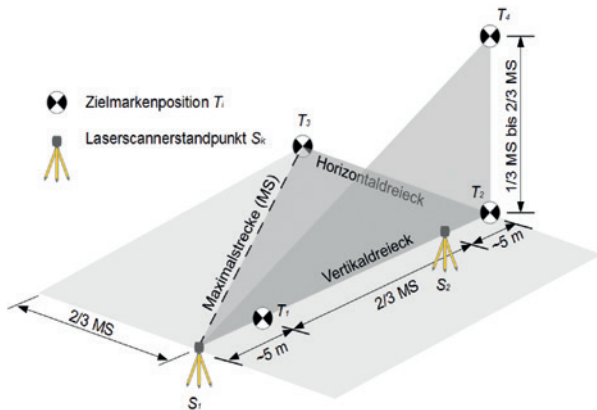 T4
Zielmarkenposition Ti
Laserscannerstandpunkt Sk
T3
1/3 MS bis 2/3 MS
Horizontaldreieck
Maximalstrecke (MS)
T2
Vertikaldreieck
~5 m
S2
2/3 MS
T1
2/3 MS
~5 m
S1